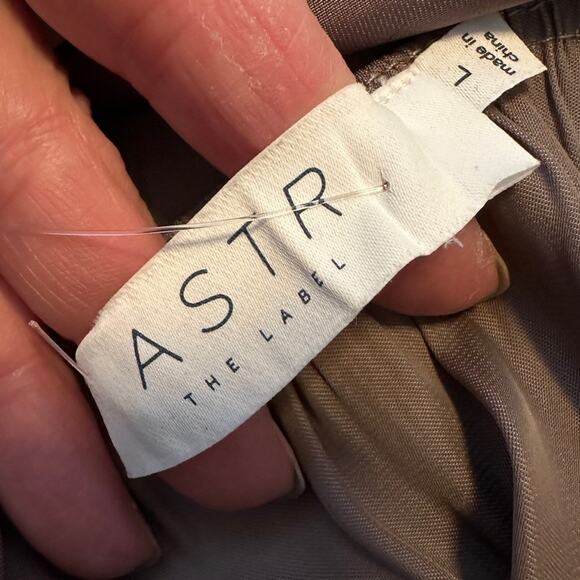 ASTR
THE LABEL
L
made in
china